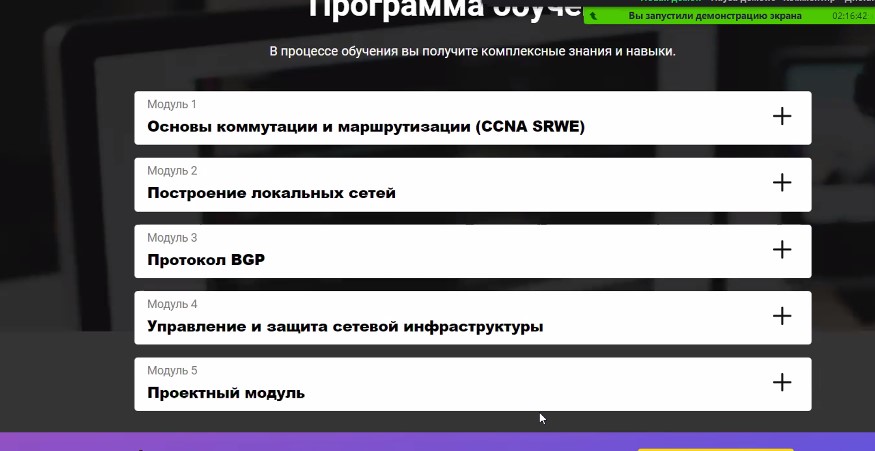 Программа
Вы запустили демонстрацию экрана 02:16:42
В процессе обучения вы получите комплексные знания и навыки.
Модуль 1
Основы коммутации и маршрутизации (CCNA SRWE)
Модуль 2
Построение локальных сетей
Модуль 3
Протокол BGP
Модуль 4
Управление и защита сетевой инфраструктуры
Модуль 5
Проектный модуль